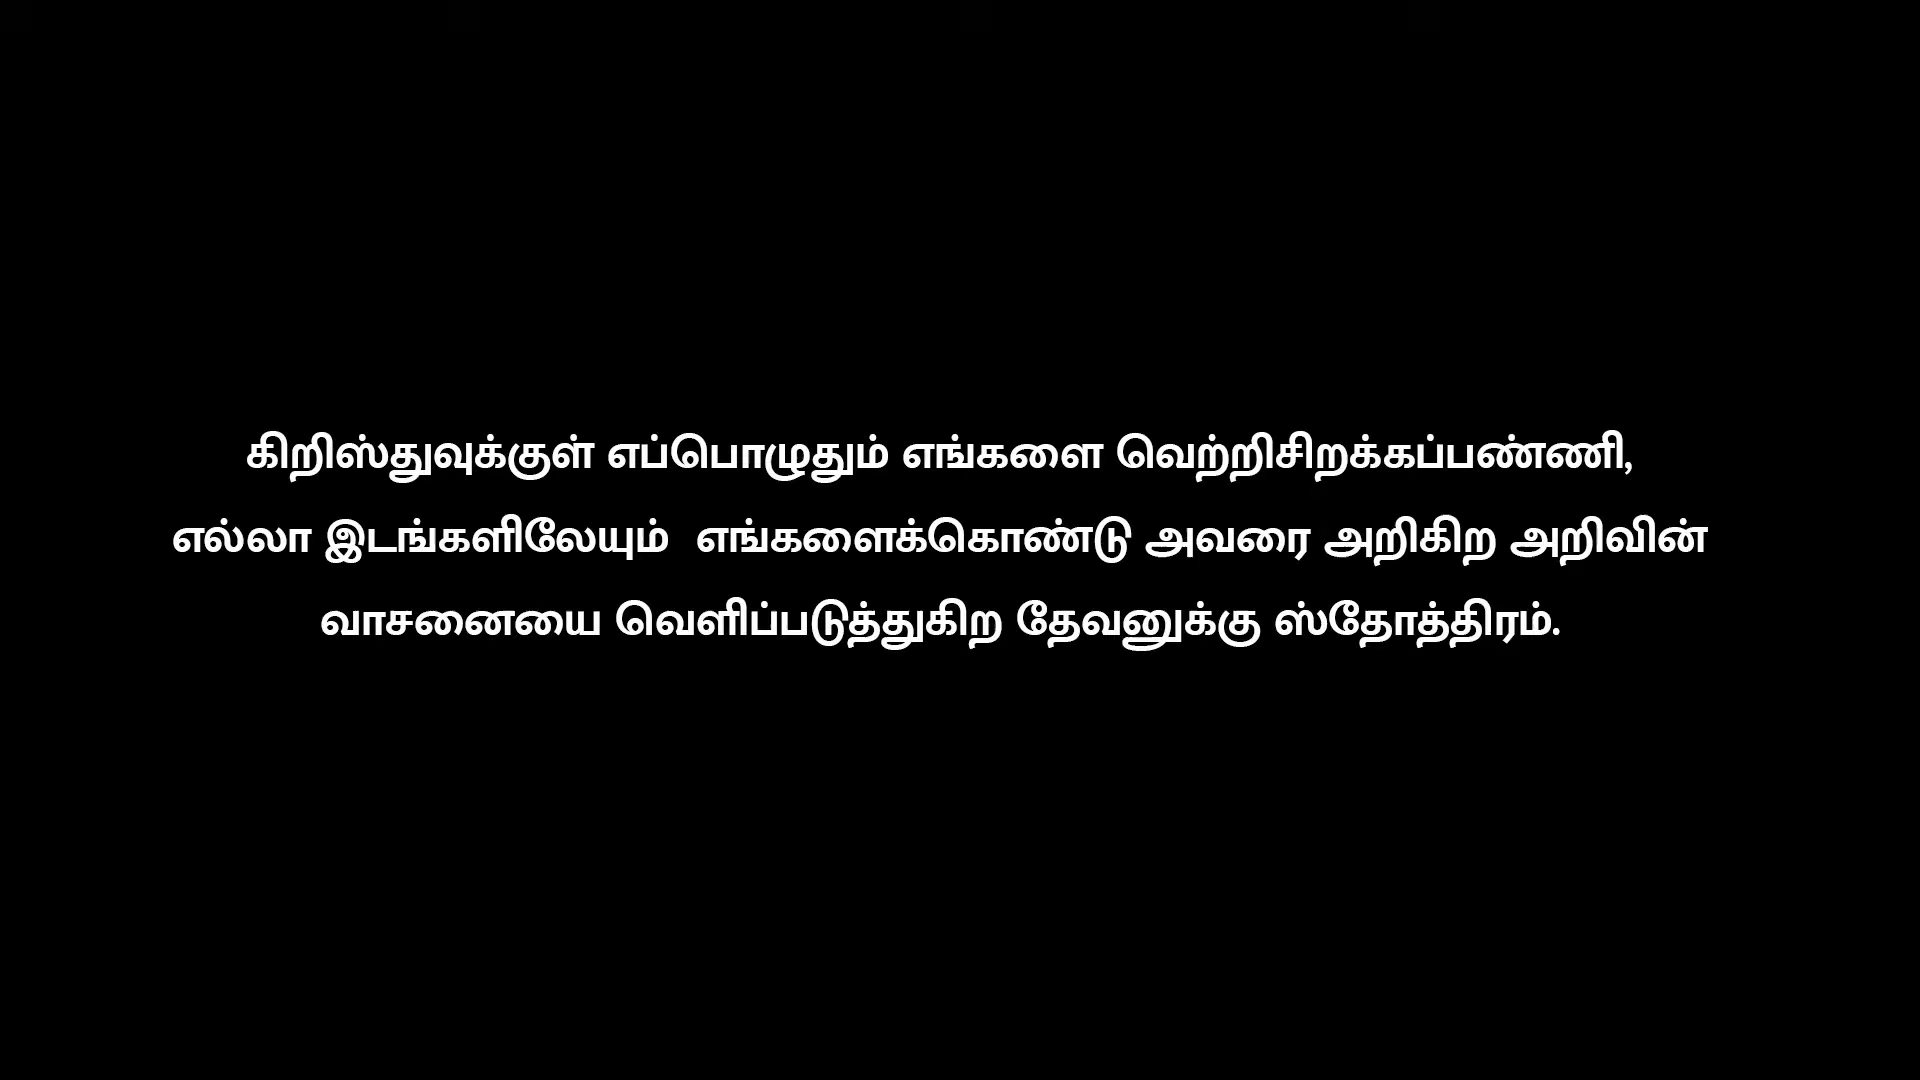 கிறிஸ்துவுக்குள் எப்பொழுதும் எங்களை வெற்றிசிறக்கப்பண்ணி,
எல்லா இடங்களிலேயும் எங்களைக்கொண்டு அவரை அறிகிற அறிவின்
வாசனையை வெளிப்படுத்துகிற தேவனுக்கு ஸ்தோத்திரம்.